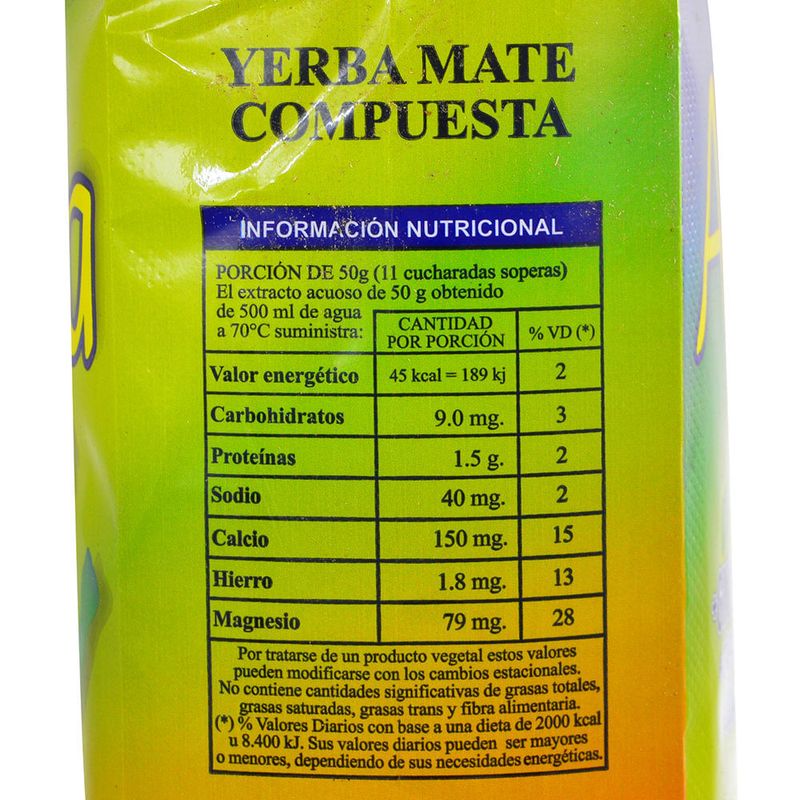 YERBA MATE
COMPUESTA
INFORMACIÓN NUTRICIONAL
PORCIÓN DE 50g (11 cucharadas soperas)
El extracto acuoso de 50 g obtenido
de 500 ml de agua
a 70°C suministra:
CANTIDAD
POR PORCIÓN
% VD (*)
Valor energético 45 kcal = 189 kj 2
Carbohidratos 9.0 mg. 3
Proteínas 1.5 g. 2
Sodio 40 mg. 2
Calcio 150 mg. 15
Hierro 1.8 mg. 13
Magnesio 79 mg. 28
Por tratarse de un producto vegetal estos valores
pueden modificarse con los cambios estacionales.
No contiene cantidades significativas de grasas totales,
grasas saturadas, grasas trans y fibra alimentaria.
(*) % Valores Diarios con base a una dieta de 2000 kcal
u 8.400 kJ. Sus valores diarios pueden ser mayores
o menores, dependiendo de sus necesidades energéticas.